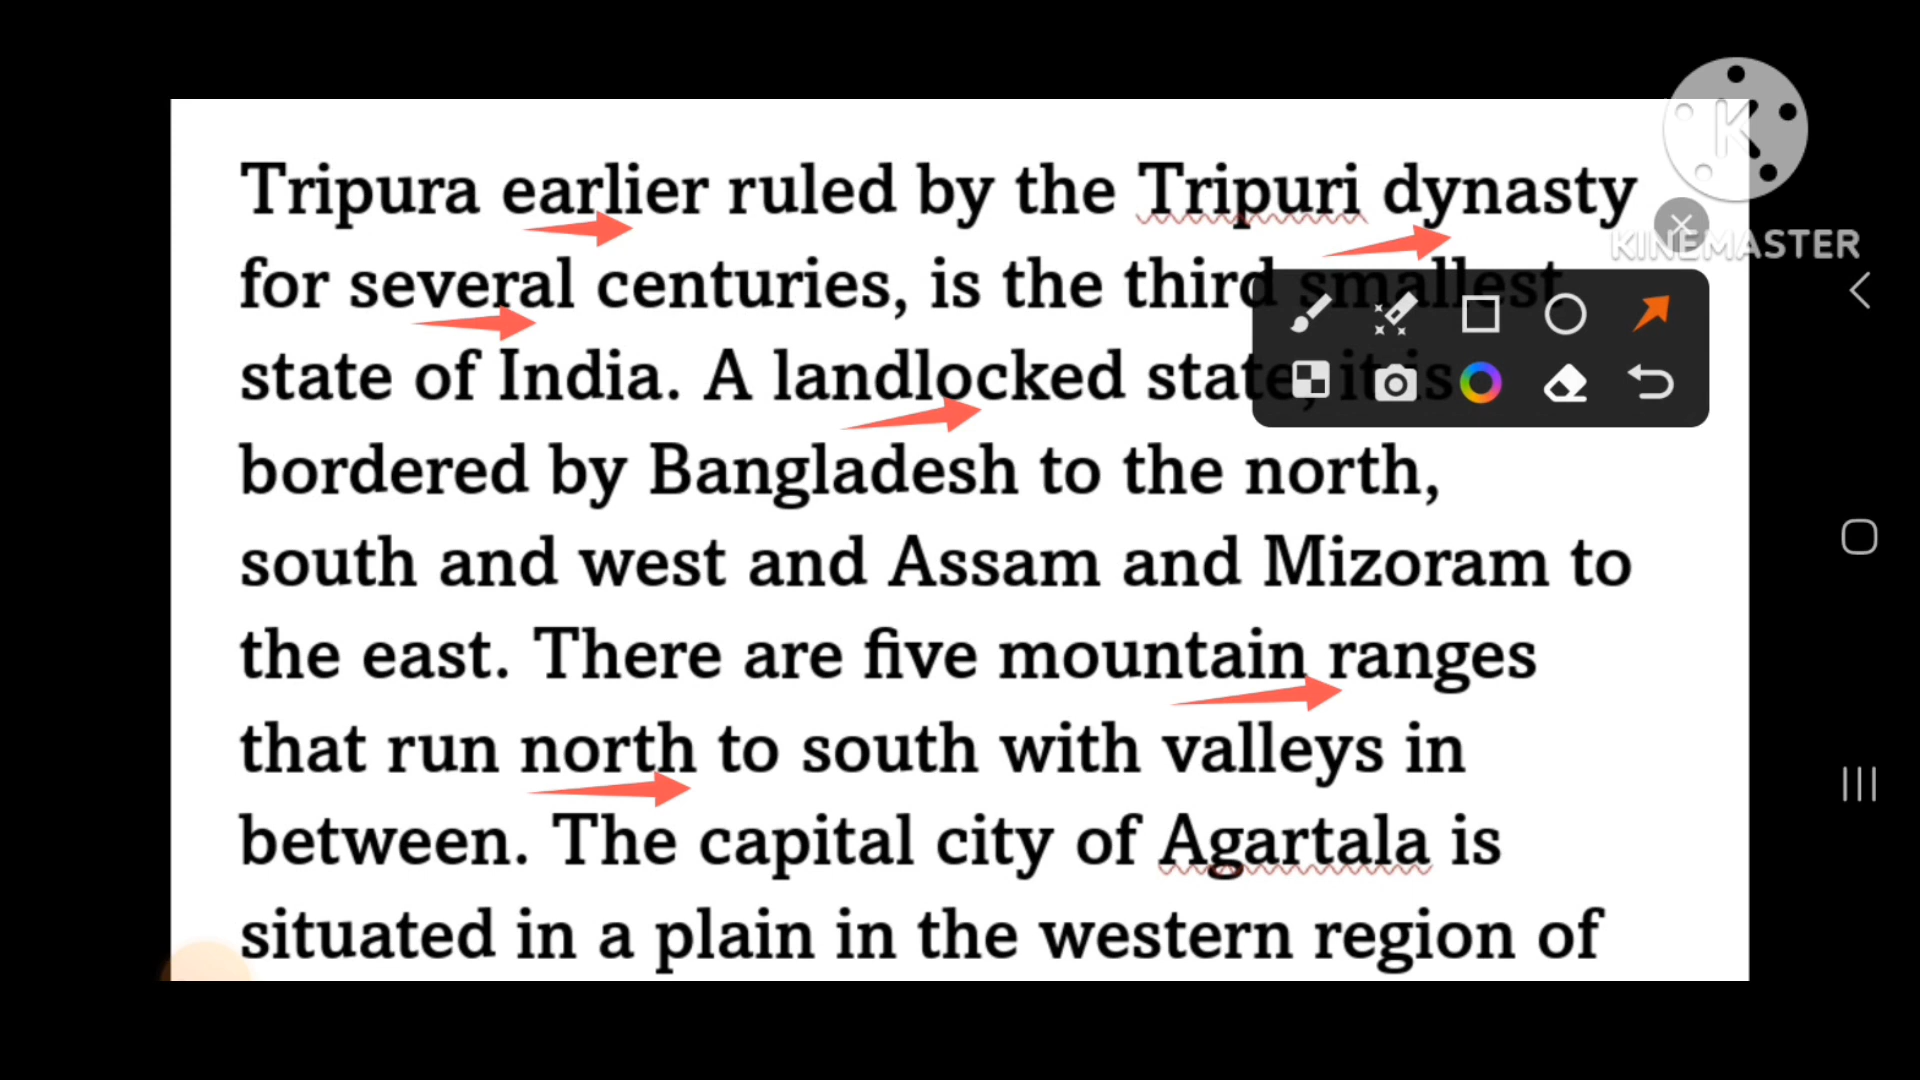 Tripura earlier ruled by the Tripuri dynasty
for several centuries, is the third smallest
state of India. A landlocked state, it is
bordered by Bangladesh to the north,
south and west and Assam and Mizoram to
the east. There are five mountain ranges
that run north to south with valleys in
between. The capital city of Agartala is
situated in a plain in the western region of
KINEMASTER